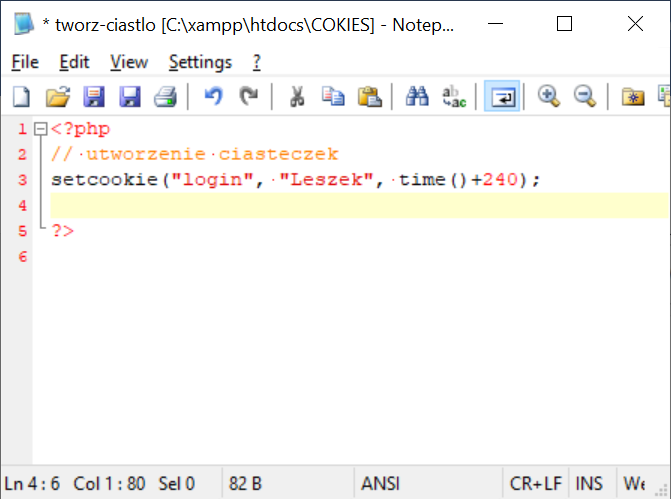 * tworz-ciastlo [C:\xampp\htdocs\COKIES] - Notep...
File Edit View Settings ?
1 <?php
2 // utworzenie ciasteczek
3 setcookie("login", "Leszek", time()+240);
4
5 ?>
6
Ln 4 : 6 Col 1 : 80 Sel 0 82 B ANSI CR+LF INS We